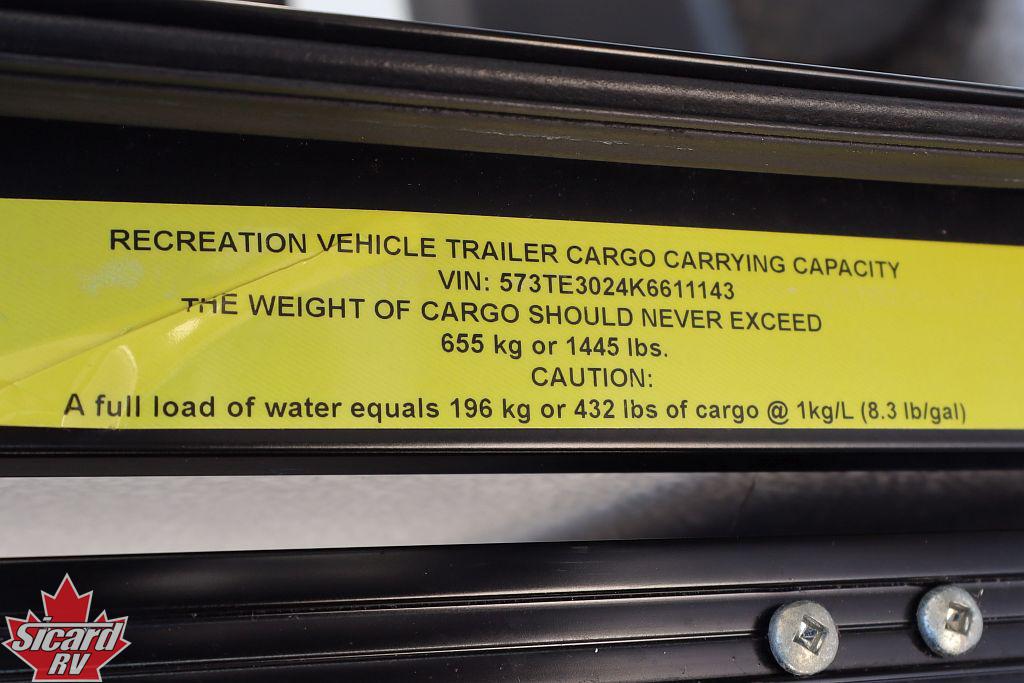 RECREATION VEHICLE TRAILER CARGO CARRYING CAPACITY
VIN: 573TE3024K6611143
THE WEIGHT OF CARGO SHOULD NEVER EXCEED
655 kg or 1445 lbs.
CAUTION:
A full load of water equals 196 kg or 432 lbs of cargo @ 1kg/L (8.3 lb/gal)
Sicard
RV